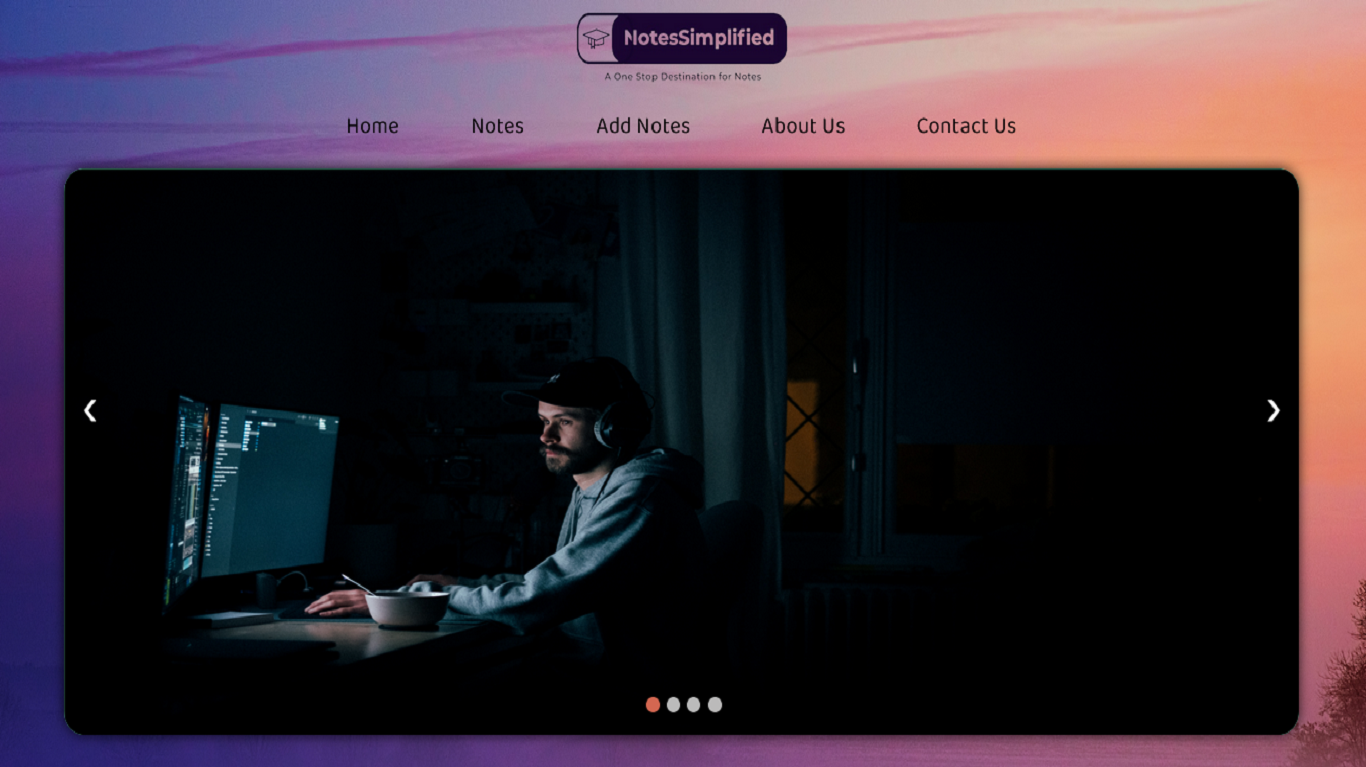 NotesSimplified
A One Stop Destination for Notes
Home Notes Add Notes About Us Contact Us